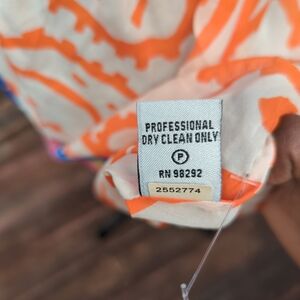 PROFESSIONAL
DRY CLEAN ONLY
P
RN 98292
2552774